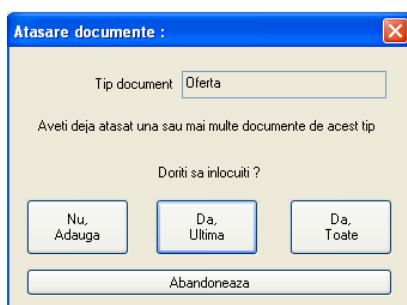 Atasare documente :
Tip document Oferta
Aveti deja atasat una sau mai multe documente de acest tip
Doriti sa inlocuiti ?
Nu,
Adauga
Da,
Ultima
Da,
Toate
Abandoneaza